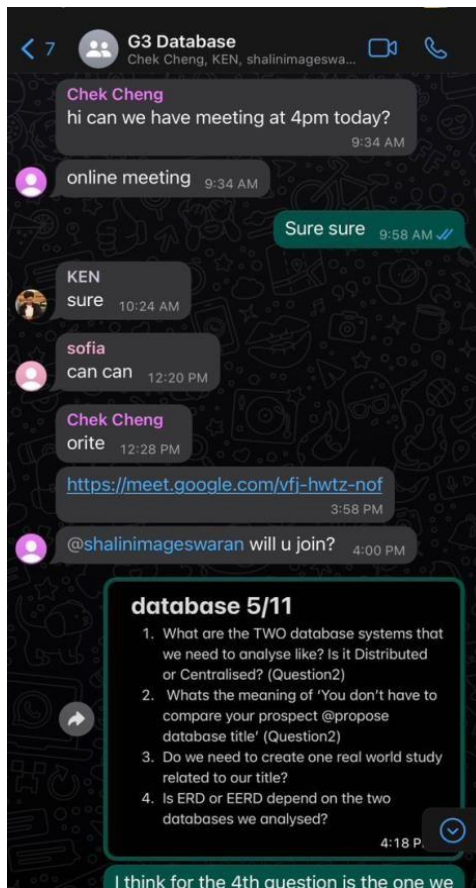 7
G3 Database
Chek Cheng, KEN, shalinimageswa...
Chek Cheng
hi can we have meeting at 4pm today?
9:34 AM
online meeting 9:34 AM
Sure sure 9:58 AM
KEN
sure 10:24 AM
sofia
can can 12:20 PM
Chek Cheng
orite 12:28 PM
https://meet.google.com/vfj-hwtz-nof
3:58 PM
@shalinimageswaran will u join? 4:00 PM
database 5/11
1. What are the TWO database systems that
we need to analyse like? Is it Distributed
or Centralised? (Question2)
2. Whats the meaning of ‘You don’t have to
compare your prospect @propose
database title’ (Question2)
3. Do we need to create one real world study
related to our title?
4. Is ERD or EERD depend on the two
databases we analysed?
4:18 P
I think for the 4th question is the one we